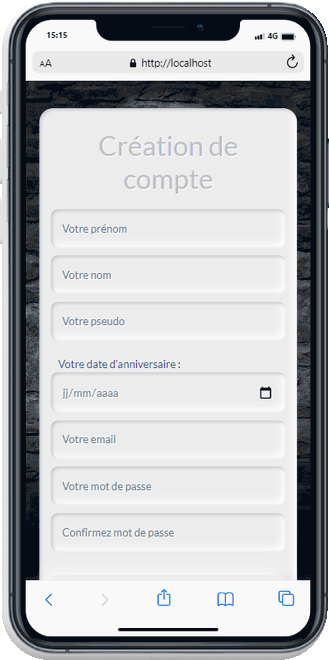 15:15
4G
AA
http://localhost
Création de
compte
Votre prénom
Votre nom
Votre pseudo
Votre date d'anniversaire :
jj/mm/aaaa
Votre email
Votre mot de passe
Confirmez mot de passe